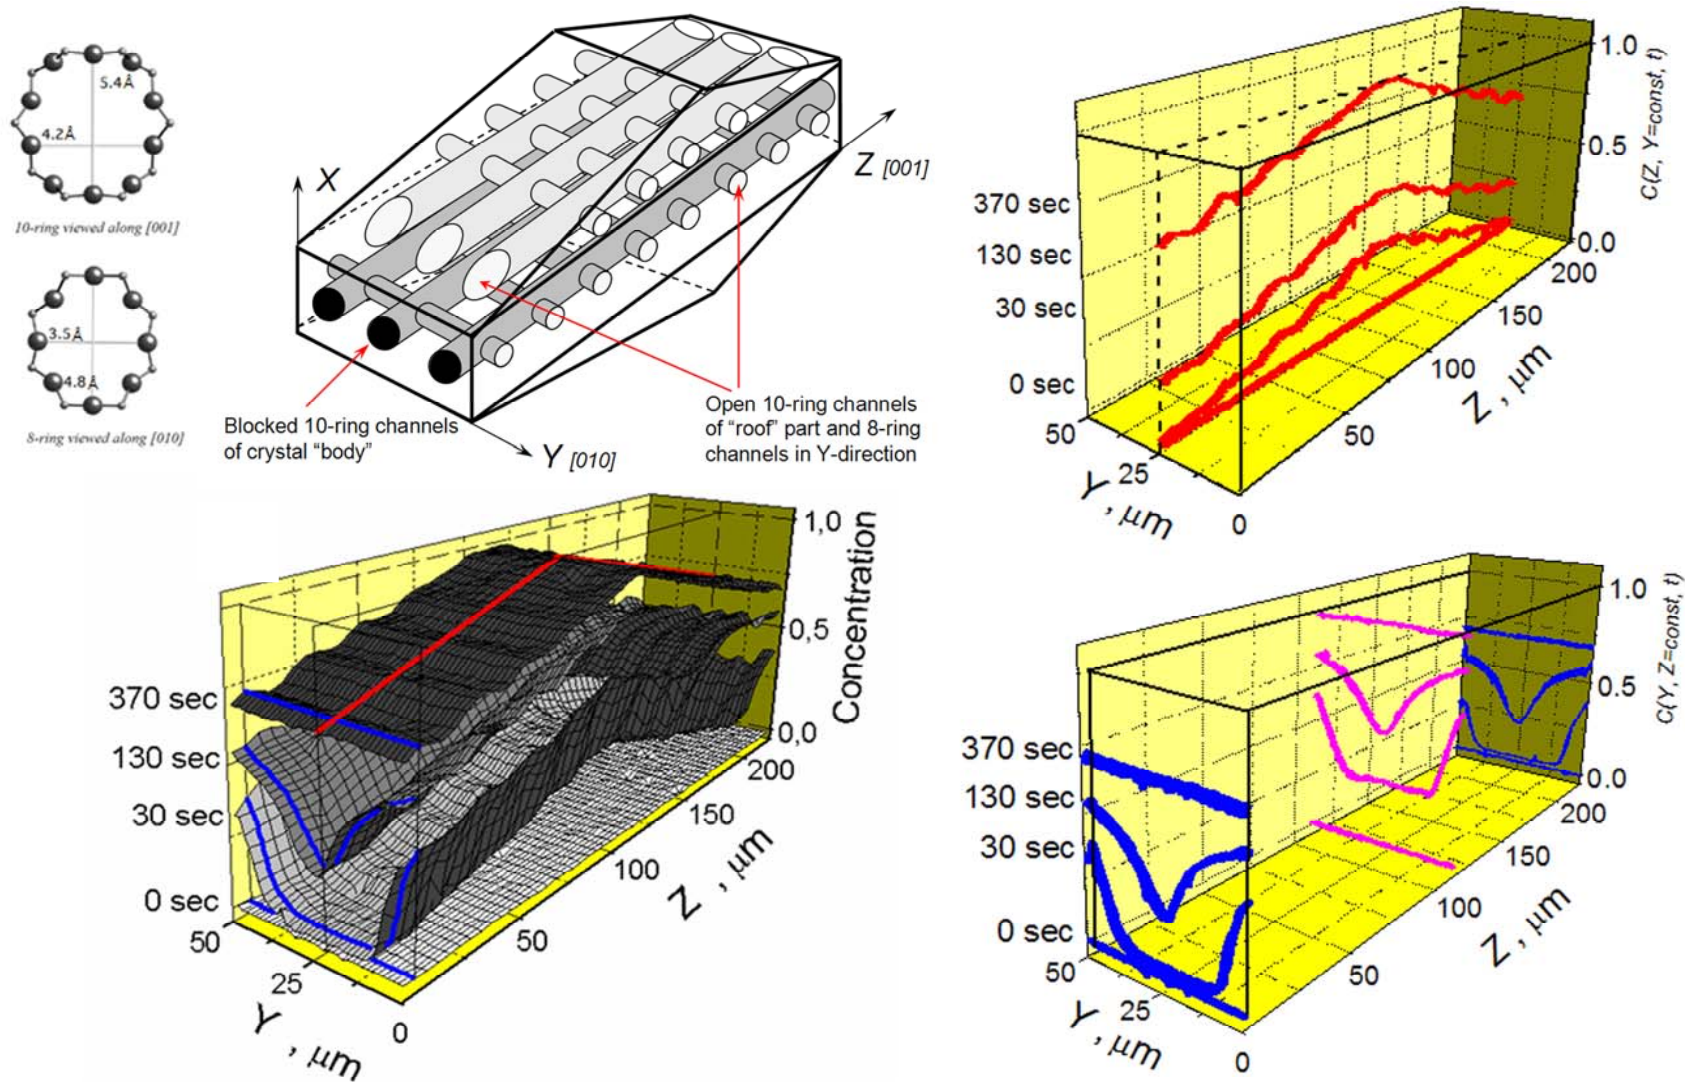 5.4Å
4.2Å
10-ring viewed along [001]
3.5Å
4.8Å
8-ring viewed along [010]
X
Z [001]
Y [010]
Blocked 10-ring channels
of crystal “body”
Open 10-ring channels
of “roof” part and 8-ring
channels in Y-direction
1.0
0.5
0.0
C(Z, Y=const, t)
370 sec
130 sec
30 sec
0 sec
200
150
100
50
Z, µm
50
25
0
Y, µm
1,0
0,5
0,0
Concentration
370 sec
130 sec
30 sec
0 sec
200
150
100
50
Z, µm
50
25
0
Y, µm
1.0
0.5
0.0
C(Y, Z=const, t)
370 sec
130 sec
30 sec
0 sec
200
150
100
50
Z, µm
50
25
0
Y, µm